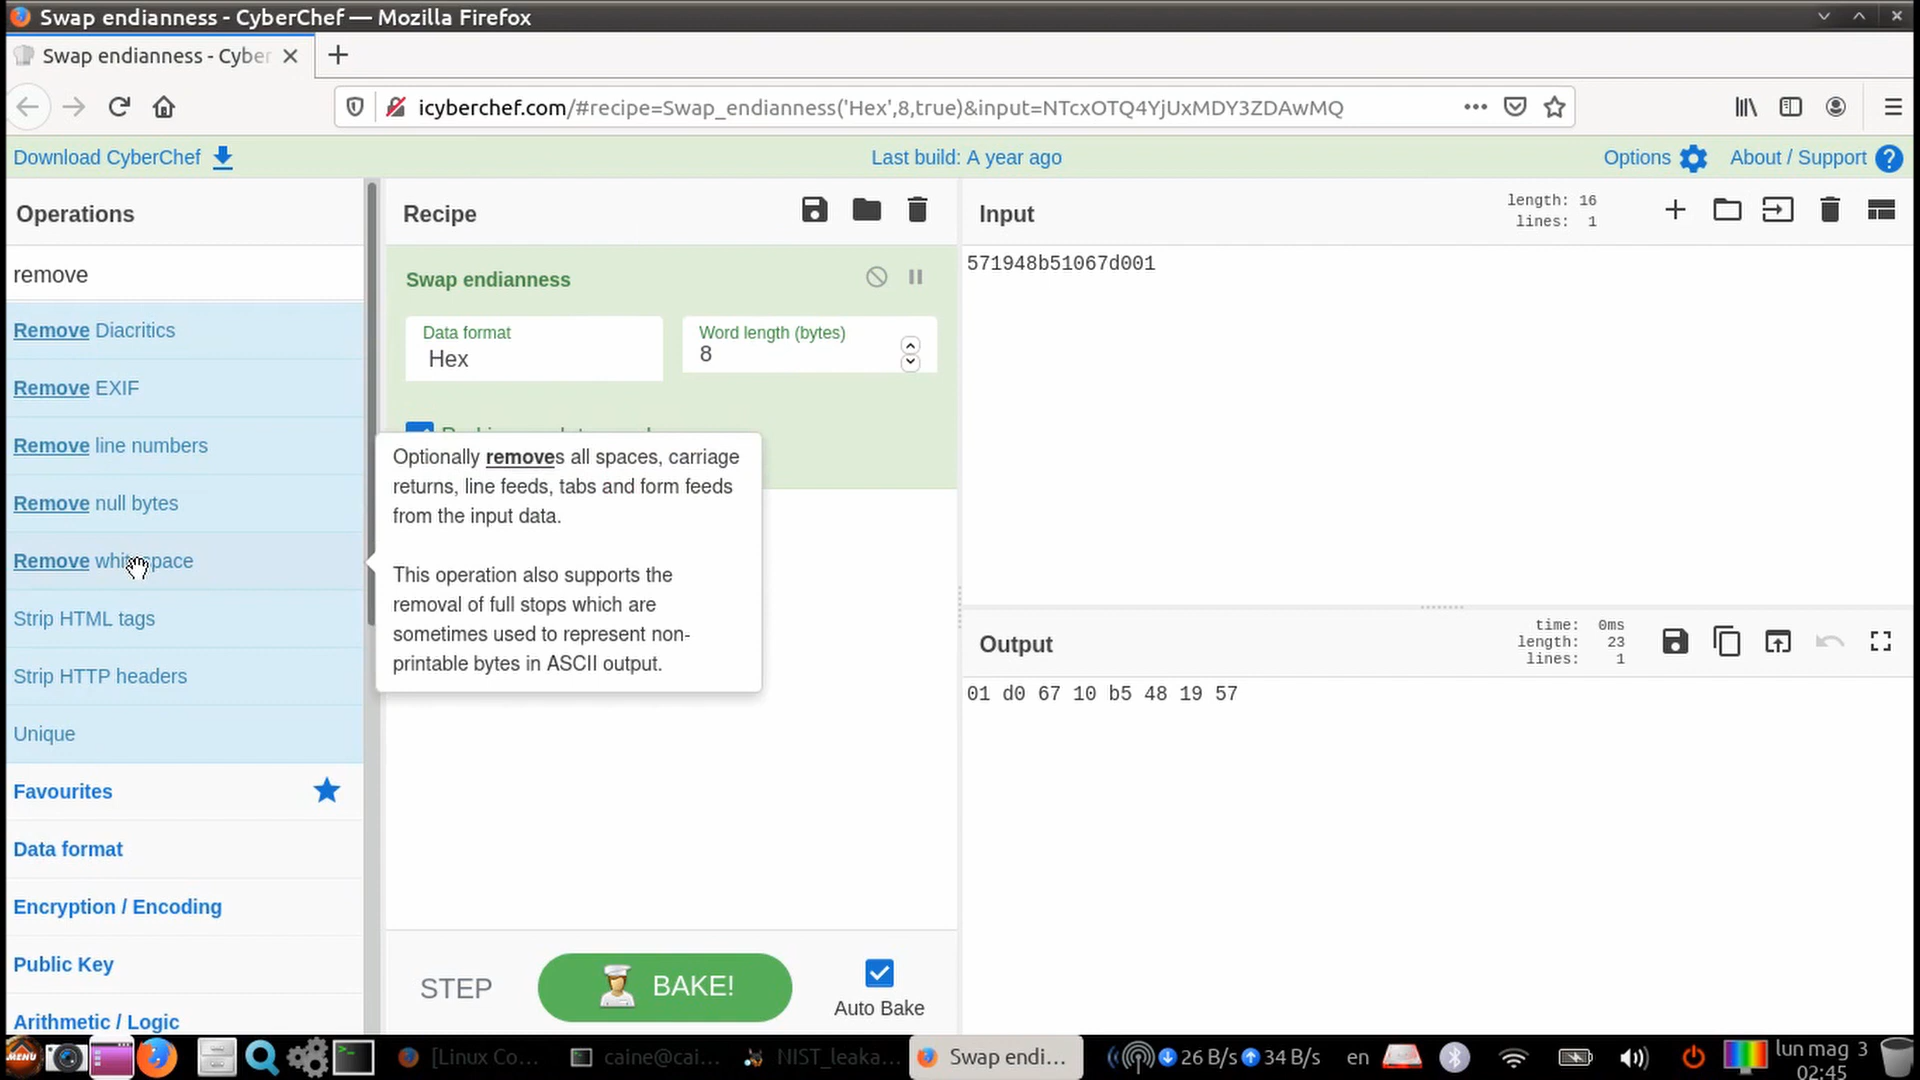 Swap endianness - CyberChef — Mozilla Firefox
Swap endianness - Cyber
icyberchef.com/#recipe=Swap_endianness('Hex',8,true)&input=NTcxOTQ4YjUxMDY3ZDAwMQ
Download CyberChef
Last build: A year ago
Options
About / Support
Operations
remove
Remove Diacritics
Remove EXIF
Remove line numbers
Remove null bytes
Remove whitespace
Strip HTML tags
Strip HTTP headers
Unique
Favourites
Data format
Encryption / Encoding
Public Key
Arithmetic / Logic
Recipe
Swap endianness
Data format
Hex
Word length (bytes)
8
Optionally removes all spaces, carriage
returns, line feeds, tabs and form feeds
from the input data.
This operation also supports the
removal of full stops which are
sometimes used to represent non-
printable bytes in ASCII output.
STEP
BAKE!
Auto Bake
Input
length: 16
lines: 1
571948b51067d001
Output
time: 0ms
length: 23
lines: 1
01 d0 67 10 b5 48 19 57
MENU
[Linux Co...
caine@cai...
NIST_leaka...
Swap endi...
26 B/s
34 B/s
en
lun mag 3
02:45